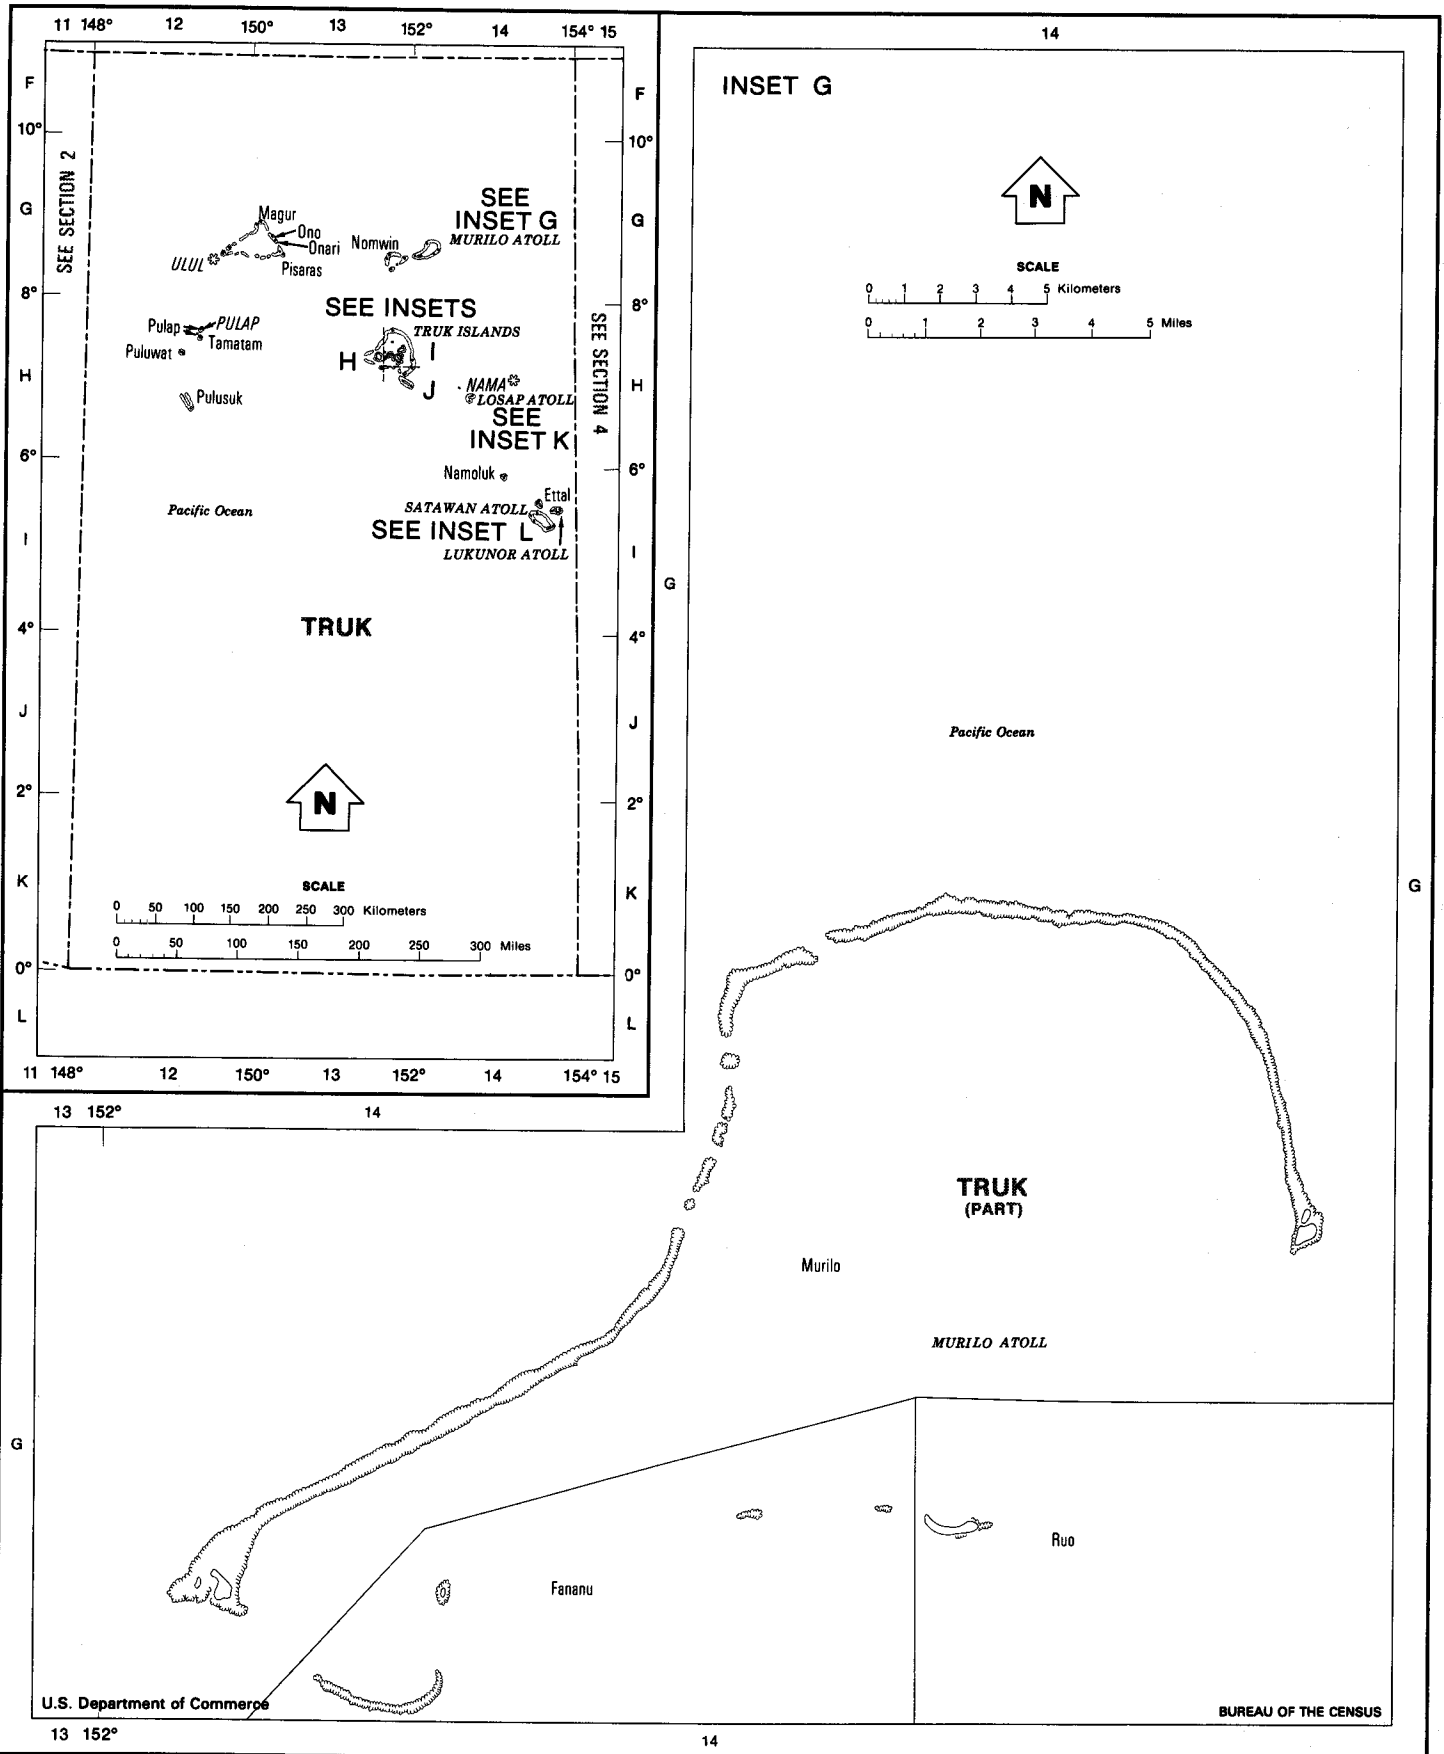 11 148° 12 150° 13 152° 14 154° 15
F
F
10°
10°
SEE SECTION 2
G
G
SEE
INSET G
MURILO ATOLL
Magur
Ono
Onari
Nomwin
ULUL
Pisaras
8°
8°
SEE INSETS
TRUK ISLANDS
SEE SECTION 4
Pulap
PULAP
Tamatam
Puluwat
H
I
J
H
H
NAMA
LOSAP ATOLL
Pulusuk
SEE
INSET K
6°
6°
Namoluk
Ettal
SATAWAN ATOLL
Pacific Ocean
SEE INSET L
I
I
LUKUNOR ATOLL
TRUK
4°
4°
J
J
N
2°
2°
K
K
SCALE
0 50 100 150 200 250 300 Kilometers
0 50 100 150 200 250 300 Miles
0°
0°
L
L
11 148° 12 150° 13 152° 14 154° 15
14
INSET G
N
SCALE
0 1 2 3 4 5 Kilometers
0 1 2 3 4 5 Miles
G
Pacific Ocean
G
13 152° 14
TRUK
(PART)
Murilo
MURILO ATOLL
G
Ruo
Fananu
U.S. Department of Commerce
BUREAU OF THE CENSUS
13 152° 14